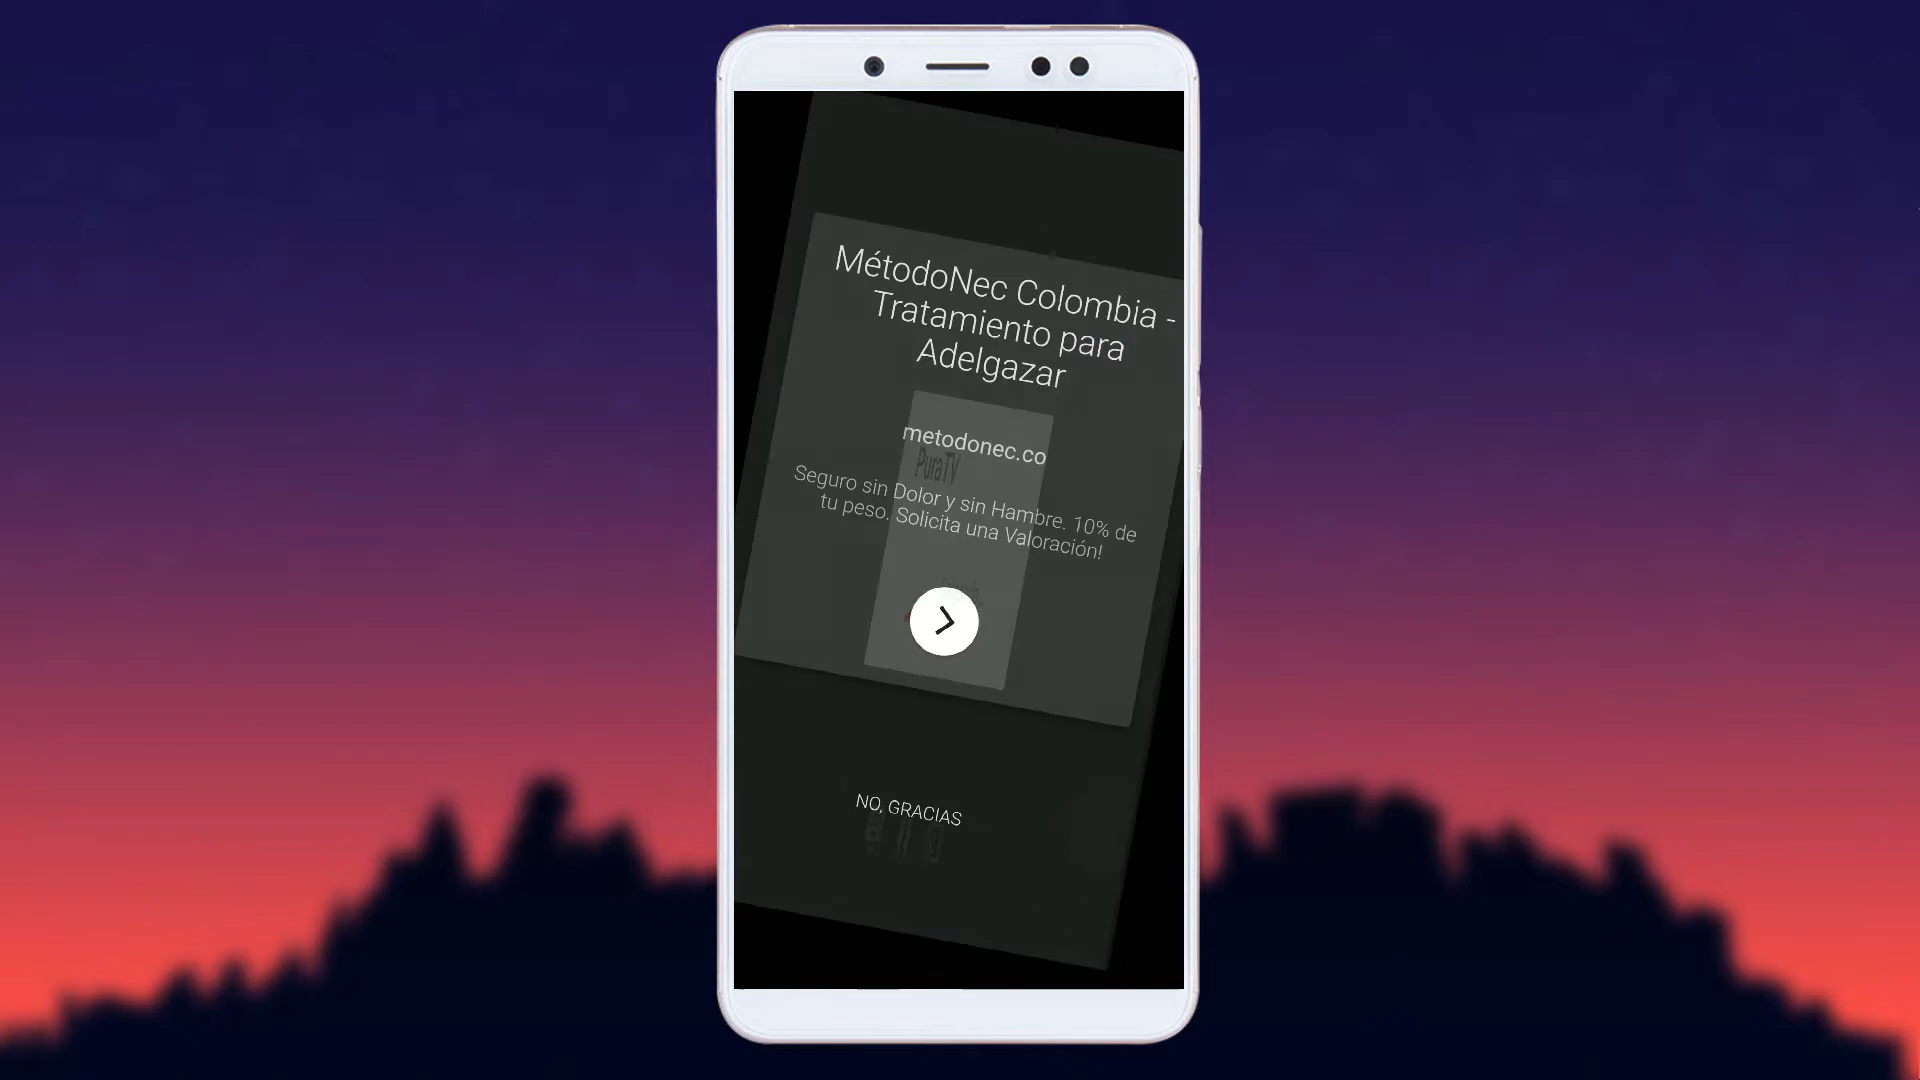 MétodoNec Colombia -
Tratamiento para
Adelgazar
metodonec.co
PuraTV
Seguro sin Dolor y sin Hambre. 10% de
tu peso. Solicita una Valoración!
NO, GRACIAS